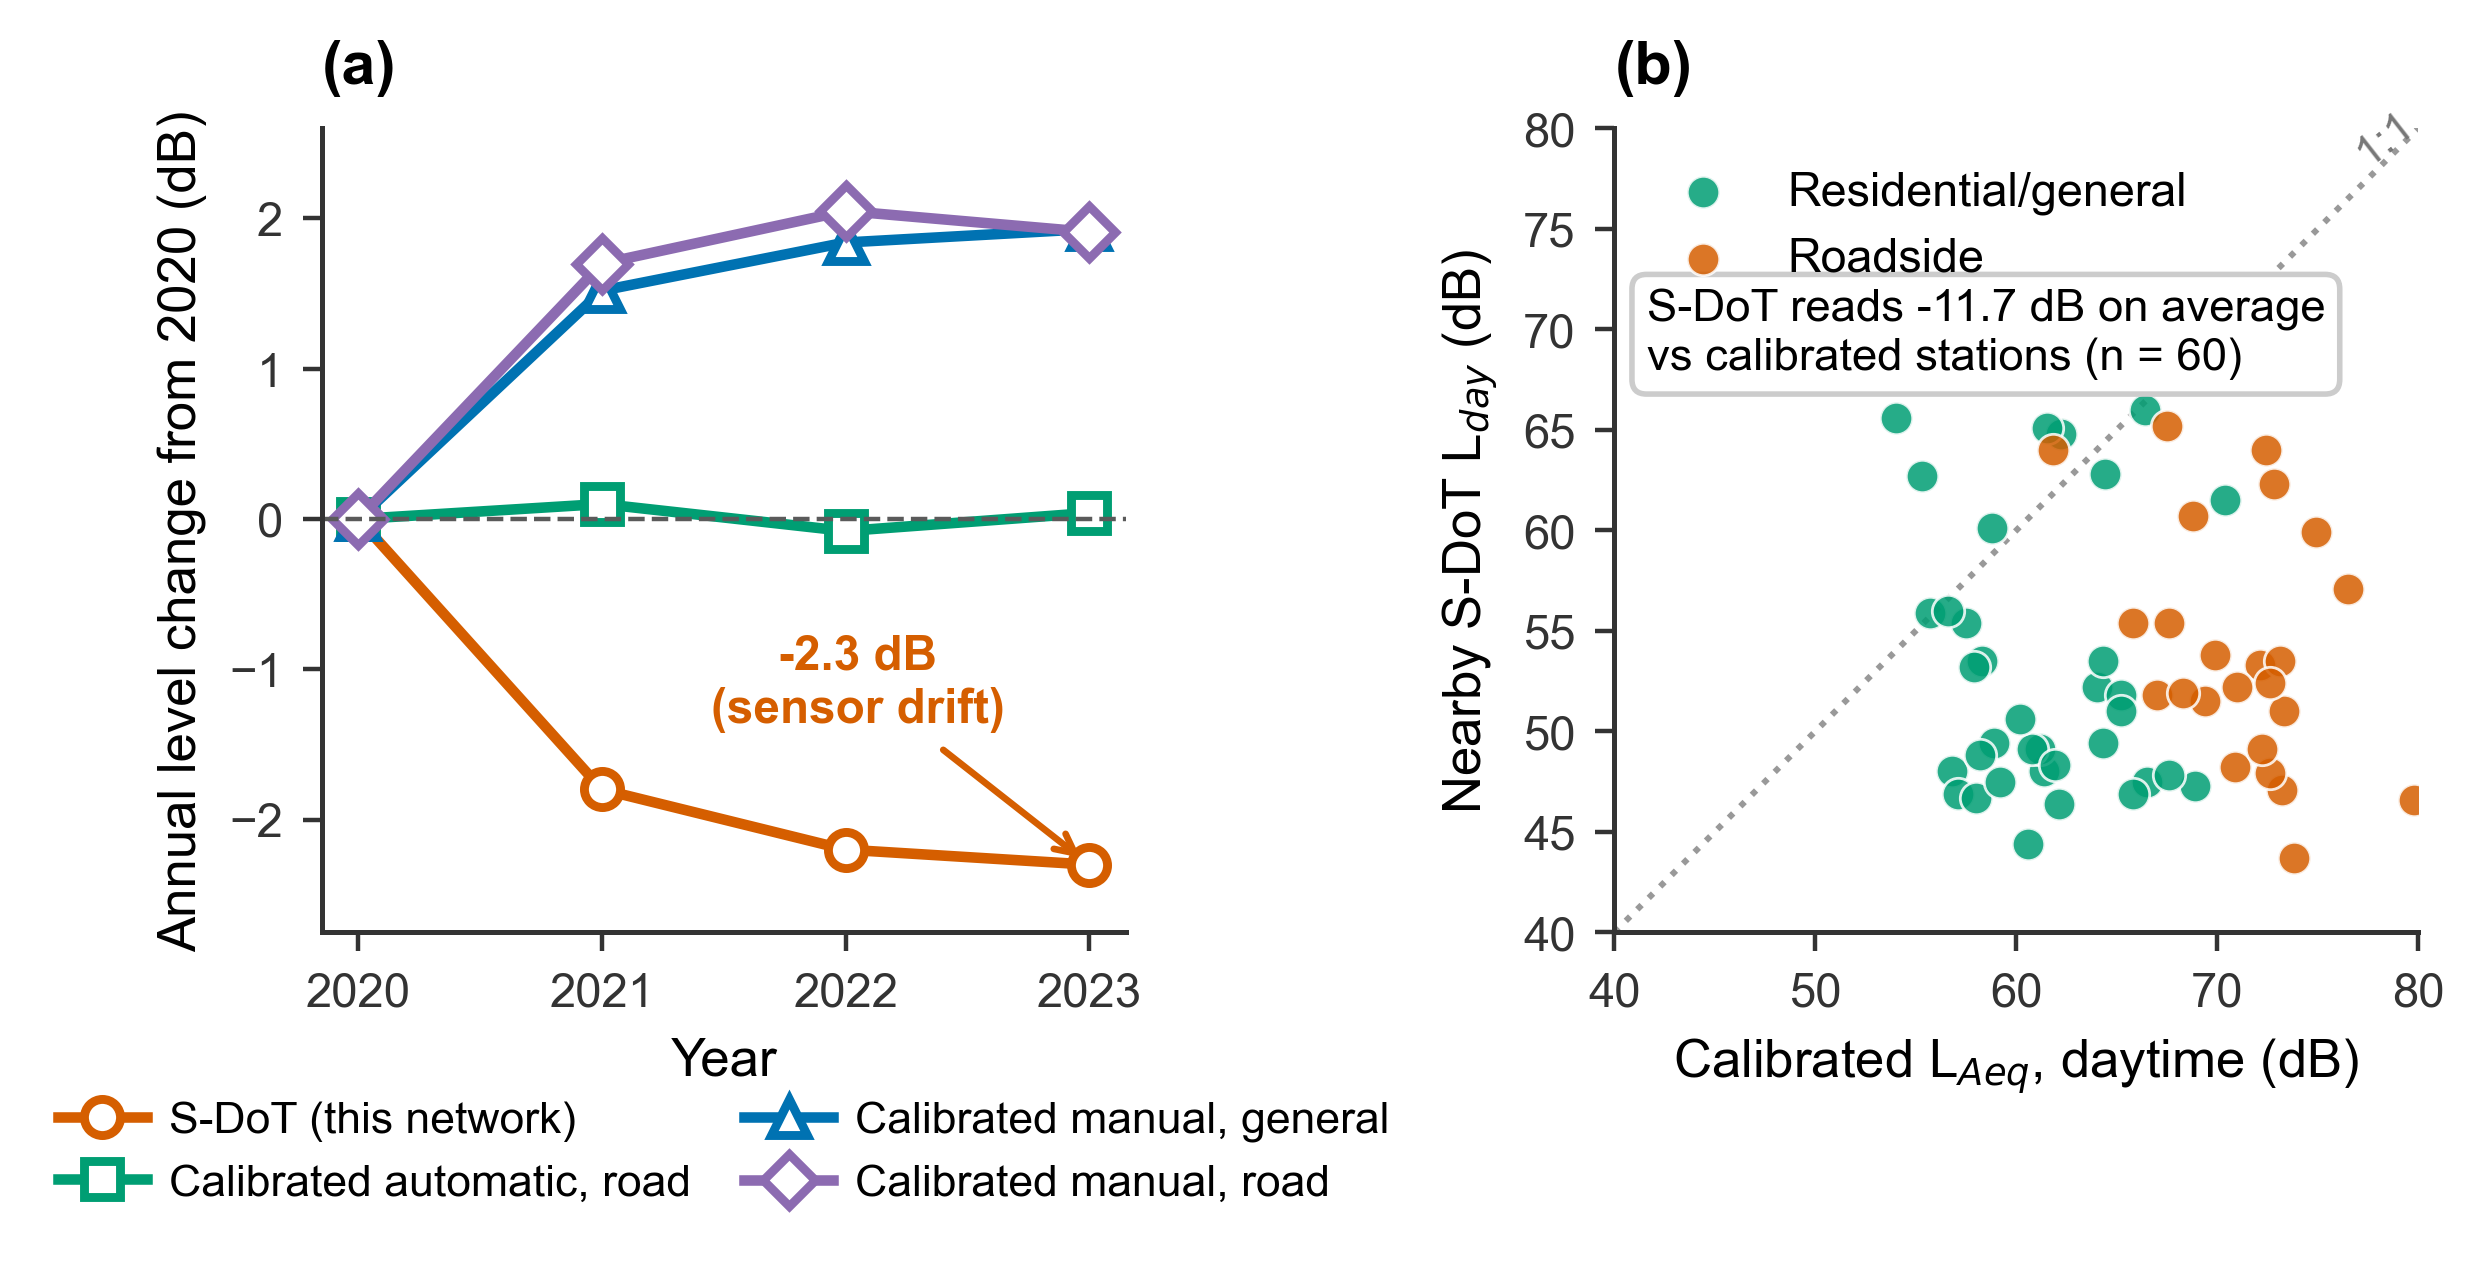 (a)
Annual level change from 2020 (dB)
2
1
0
−1
−2
-2.3 dB
(sensor drift)
2020
2021
2022
2023
Year
S-DoT (this network)
Calibrated automatic, road
Calibrated manual, general
Calibrated manual, road
(b)
Nearby S-DoT Lday (dB)
80
75
70
65
60
55
50
45
40
1:1
Residential/general
Roadside
S-DoT reads -11.7 dB on average
vs calibrated stations (n = 60)
40
50
60
70
80
Calibrated LAeq, daytime (dB)